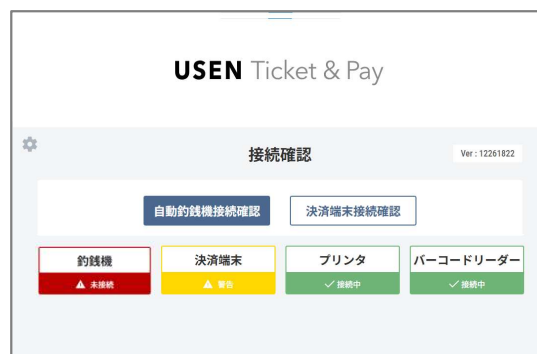 USEN Ticket & Pay
接続確認
Ver : 12261822
自動釣銭機接続確認 決済端末接続確認
釣銭機 決済端末 プリンタ バーコードリーダー
未接続 警告 接続中 接続中